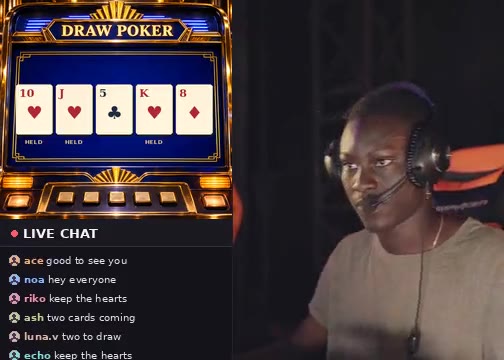 DRAW POKER
10 J 5 K 8
HELD HELD HELD
LIVE CHAT
ace good to see you
noa hey everyone
riko keep the hearts
ash two cards coming
luna.v two to draw
echo keep the hearts